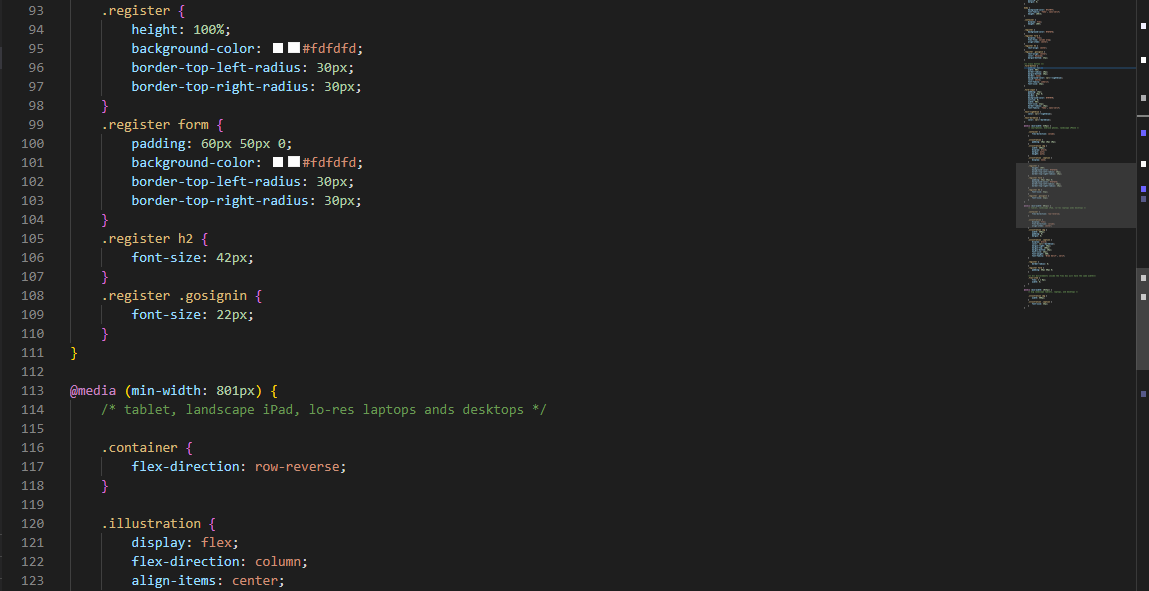 93 .register {
94 height: 100%;
95 background-color: #fdfdfd;
96 border-top-left-radius: 30px;
97 border-top-right-radius: 30px;
98 }
99 .register form {
100 padding: 60px 50px 0;
101 background-color: #fdfdfd;
102 border-top-left-radius: 30px;
103 border-top-right-radius: 30px;
104 }
105 .register h2 {
106 font-size: 42px;
107 }
108 .register .gosignin {
109 font-size: 22px;
110 }
111 }
112
113 @media (min-width: 801px) {
114 /* tablet, landscape iPad, lo-res laptops ands desktops */
115
116 .container {
117 flex-direction: row-reverse;
118 }
119
120 .illustration {
121 display: flex;
122 flex-direction: column;
123 align-items: center;